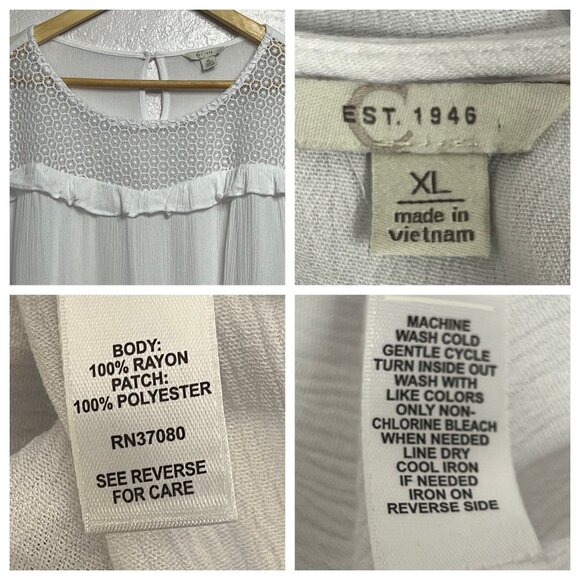 EST. 1946
XL
made in
vietnam
BODY:
100% RAYON
PATCH:
100% POLYESTER
RN37080
SEE REVERSE
FOR CARE
MACHINE
WASH COLD
GENTLE CYCLE
TURN INSIDE OUT
WASH WITH
LIKE COLORS
ONLY NON-
CHLORINE BLEACH
WHEN NEEDED
LINE DRY
COOL IRON
IF NEEDED
IRON ON
REVERSE SIDE